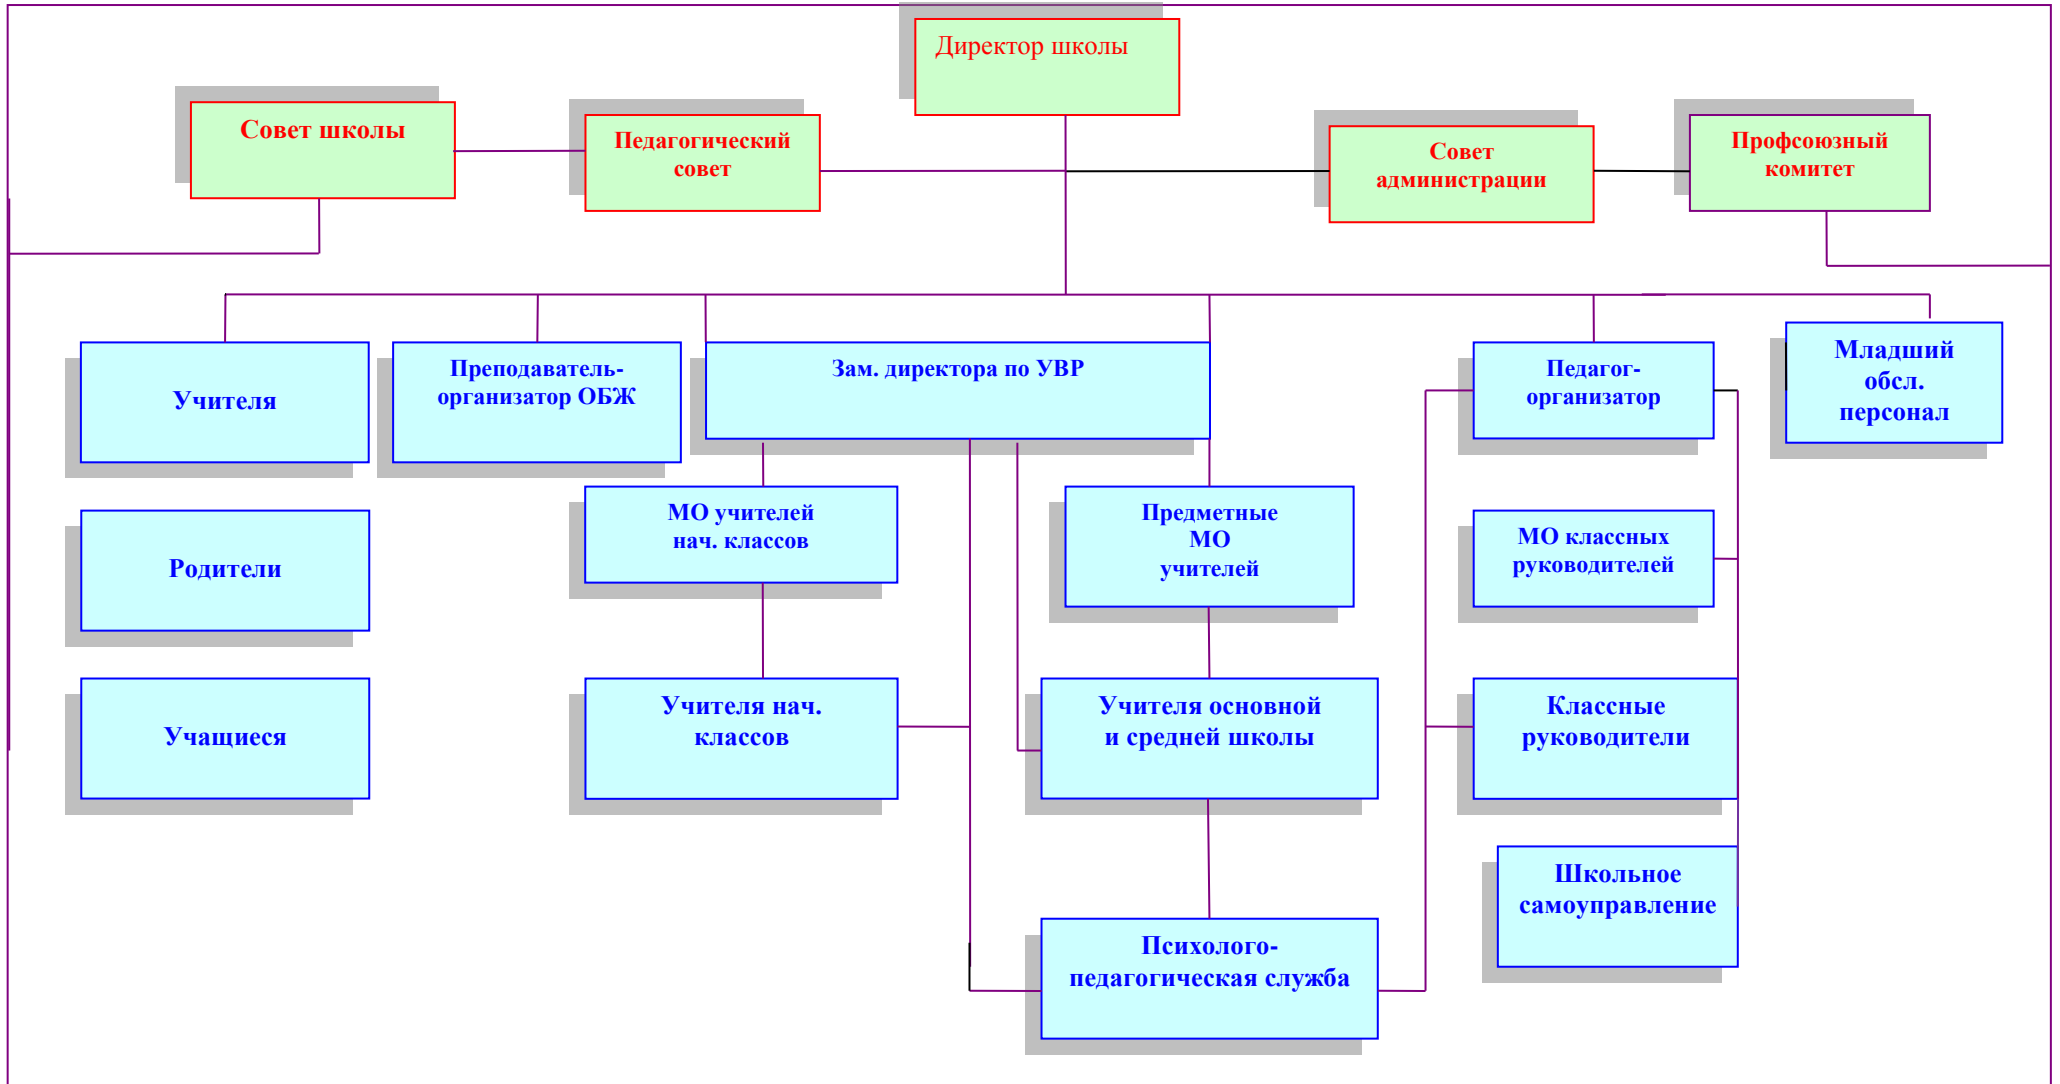 Директор школы
Совет школы
Педагогический
совет
Совет
администрации
Профсоюзный
комитет
Учителя
Преподаватель-
организатор ОБЖ
Зам. директора по УВР
Педагог-
организатор
Младший
обсл.
персонал
МО учителей
нач. классов
Предметные
МО
учителей
МО классных
руководителей
Родители
Учащиеся
Учителя нач.
классов
Учителя основной
и средней школы
Классные
руководители
Школьное
самоуправление
Психолого-
педагогическая служба